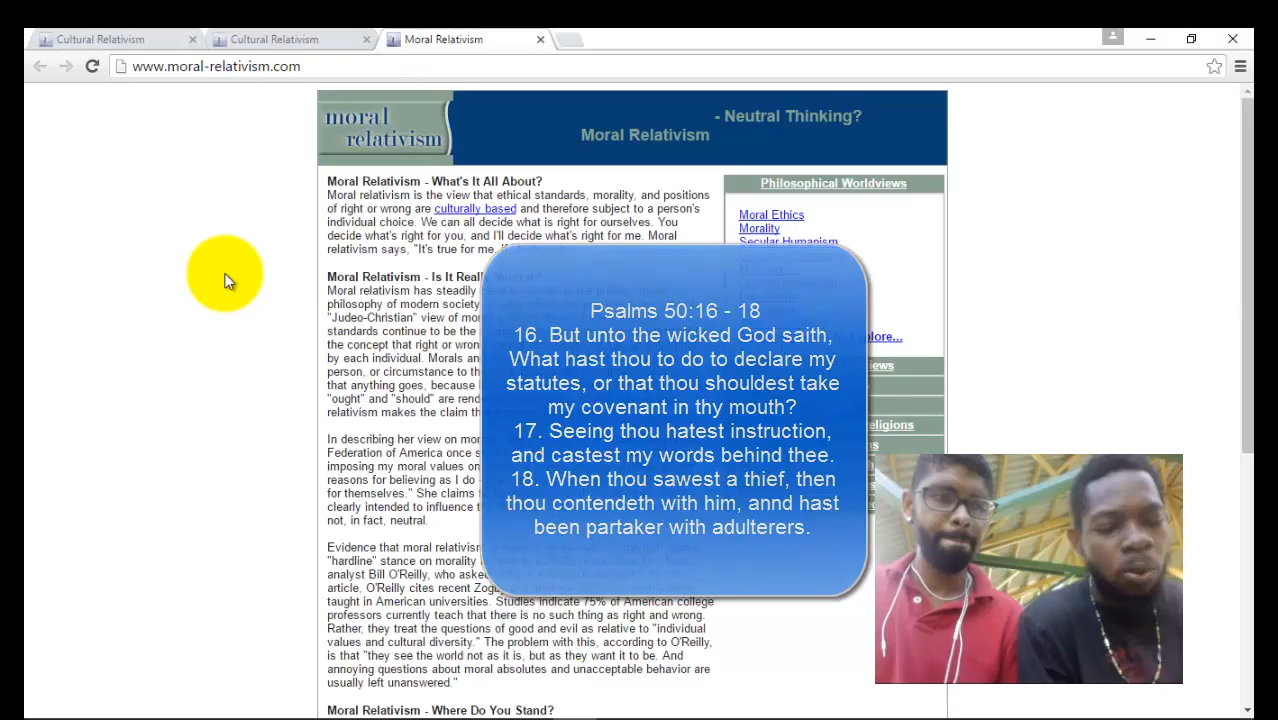 Cultural Relativism
Cultural Relativism
Moral Relativism
www.moral-relativism.com
moral
relativism
- Neutral Thinking?
Moral Relativism
Moral Relativism - What's It All About?
Moral relativism is the view that ethical standards, morality, and positions
of right or wrong are culturally based and therefore subject to a person's
individual choice. We can all decide what is right for ourselves. You
decide what's right for you, and I'll decide what's right for me. Moral
relativism says, "It's true for me, if
Moral Relativism - Is It Really
Moral relativism has steadily
philosophy of modern society
"Judeo-Christian" view of
standards continue to be the
the concept that right or wrong
by each individual. Morals
person, or circumstance to the
that anything goes, because
"ought" and "should" are
relativism makes the claim
In describing her view on
Federation of America once
imposing my moral values on
reasons for believing as I do -
for themselves." She claims
clearly intended to influence
not, in fact, neutral.
Evidence that moral relativism
"hardline" stance on morality
analyst Bill O'Reilly, who asked
article, O'Reilly cites recent
taught in American universities. Studies indicate 75% of American college
professors currently teach that there is no such thing as right and wrong.
Rather, they treat the questions of good and evil as relative to "individual
values and cultural diversity." The problem with this, according to O'Reilly,
is that "they see the world not as it is, but as they want it to be. And
annoying questions about moral absolutes and unacceptable behavior are
usually left unanswered."
Moral Relativism - Where Do You Stand?
Philosophical Worldviews
Moral Ethics
Morality
Secular Humanism
Psalms 50:16 - 18
16. But unto the wicked God saith,
What hast thou to do to declare my
statutes, or that thou shouldest take
my covenant in thy mouth?
17. Seeing thou hatest instruction,
and castest my words behind thee.
18. When thou sawest a thief, then
thou contendeth with him, annd hast
been partaker with adulterers.